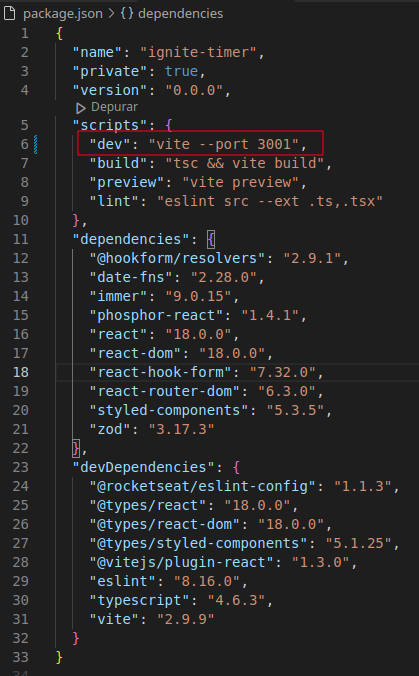 package.json > {} dependencies
1 {
2 "name": "ignite-timer",
3 "private": true,
4 "version": "0.0.0",
Depurar
5 "scripts": {
6 "dev": "vite --port 3001",
7 "build": "tsc && vite build",
8 "preview": "vite preview",
9 "lint": "eslint src --ext .ts,.tsx"
10 },
11 "dependencies": {
12 "@hookform/resolvers": "2.9.1",
13 "date-fns": "2.28.0",
14 "immer": "9.0.15",
15 "phosphor-react": "1.4.1",
16 "react": "18.0.0",
17 "react-dom": "18.0.0",
18 "react-hook-form": "7.32.0",
19 "react-router-dom": "6.3.0",
20 "styled-components": "5.3.5",
21 "zod": "3.17.3"
22 },
23 "devDependencies": {
24 "@rocketseat/eslint-config": "1.1.3",
25 "@types/react": "18.0.0",
26 "@types/react-dom": "18.0.0",
27 "@types/styled-components": "5.1.25",
28 "@vitejs/plugin-react": "1.3.0",
29 "eslint": "8.16.0",
30 "typescript": "4.6.3",
31 "vite": "2.9.9"
32 }
33 }